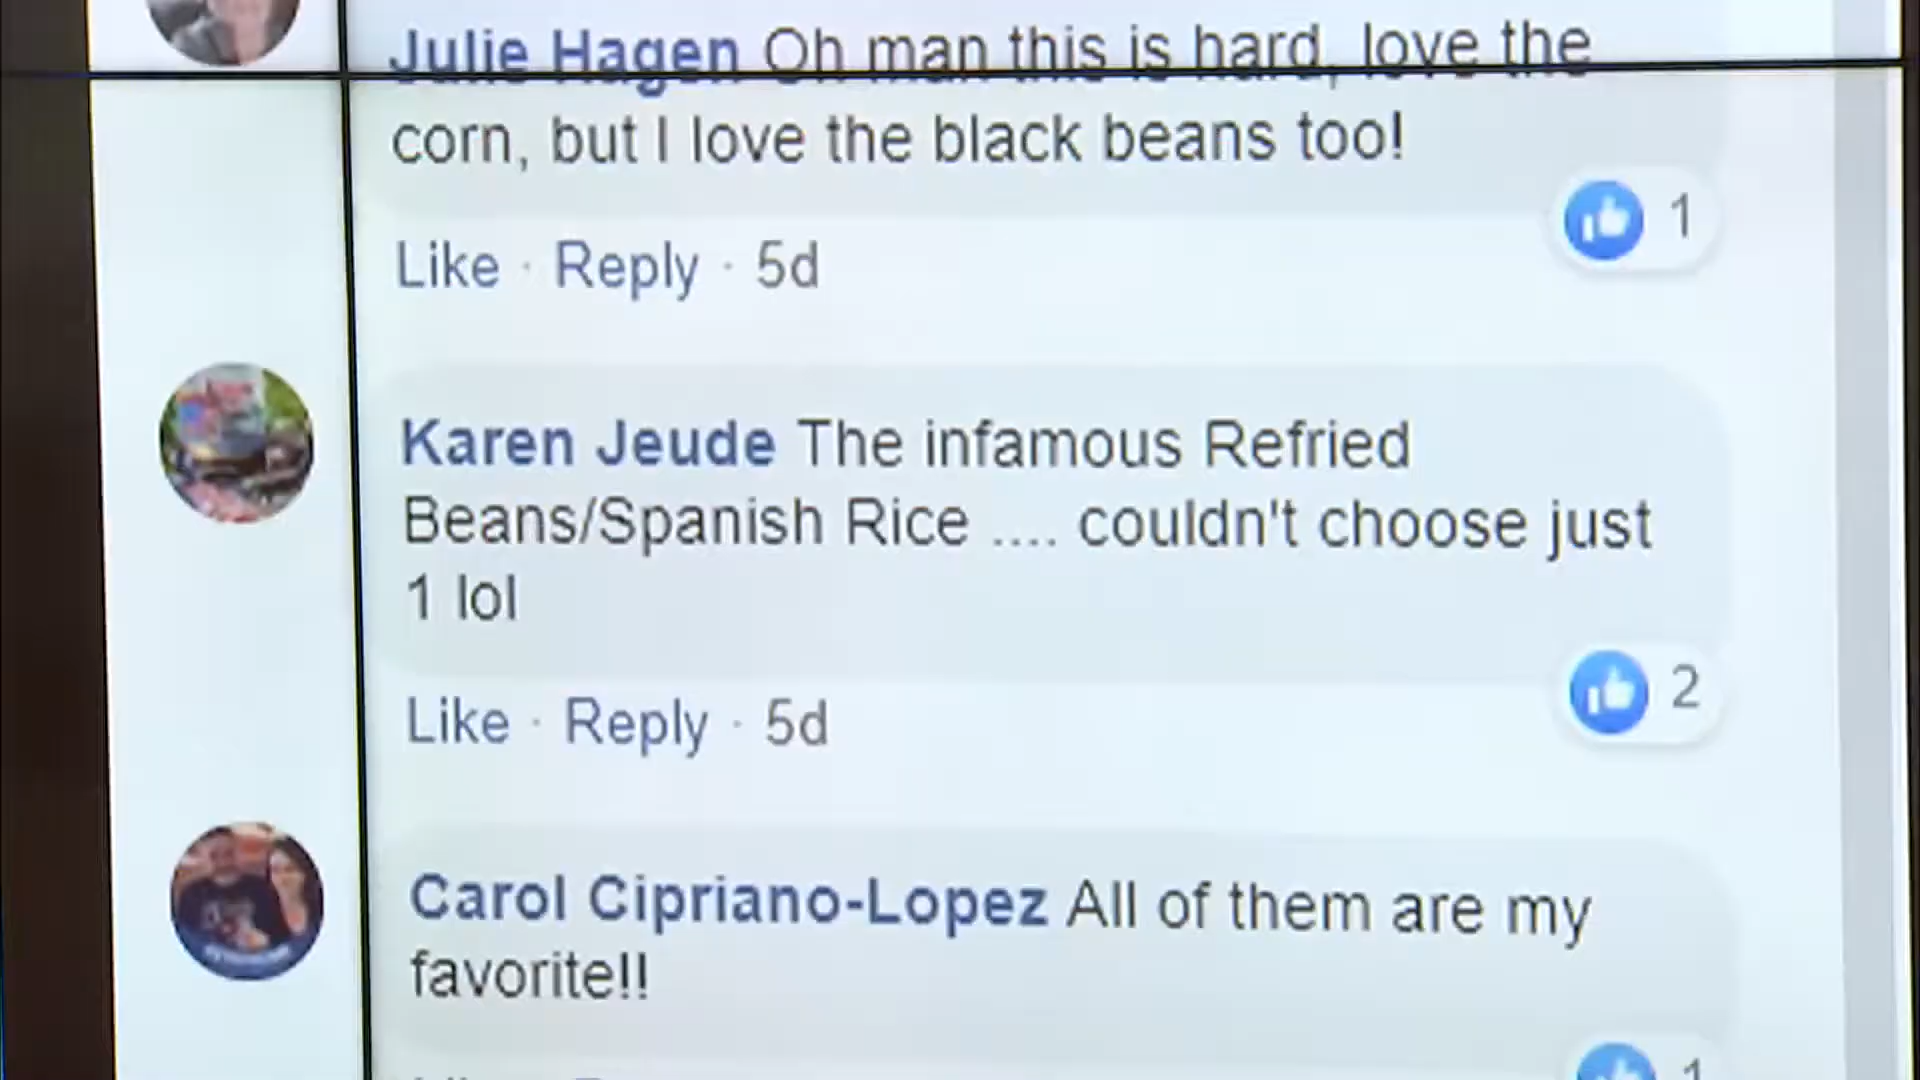 Julie Hagen Oh man this is hard, love the
corn, but I love the black beans too!
1
Like · Reply · 5d
Karen Jeude The infamous Refried
Beans/Spanish Rice .... couldn't choose just
1 lol
2
Like · Reply · 5d
Carol Cipriano-Lopez All of them are my
favorite!!
1